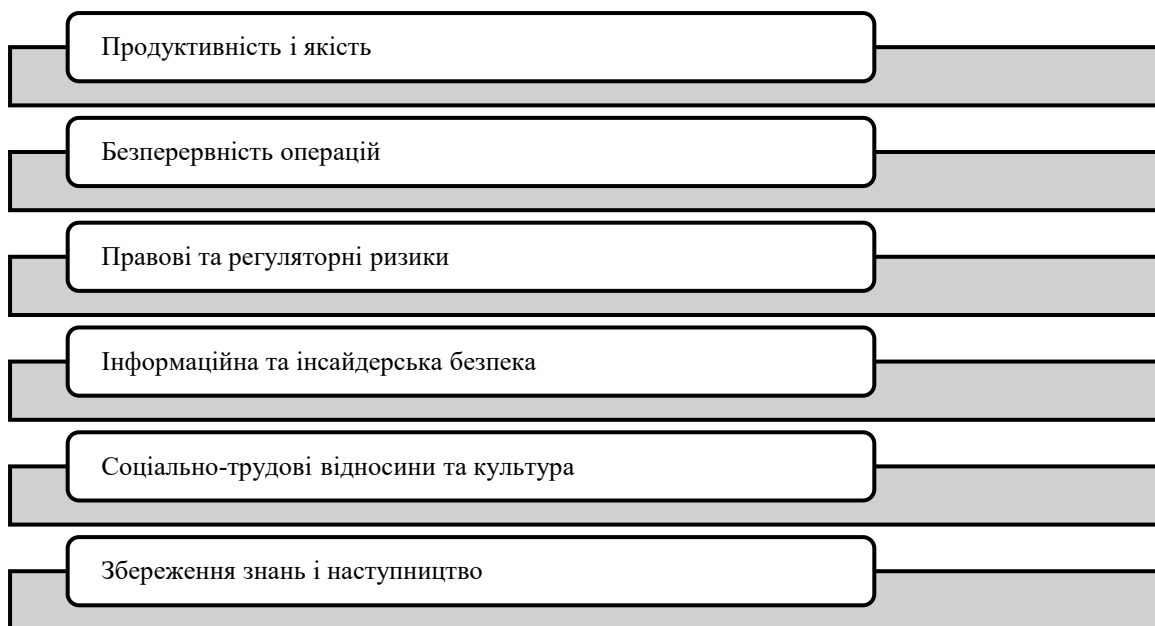 Продуктивність і якість
Безперервність операцій
Правові та регуляторні ризики
Інформаційна та інсайдерська безпека
Соціально-трудові відносини та культура
Збереження знань і наступництво